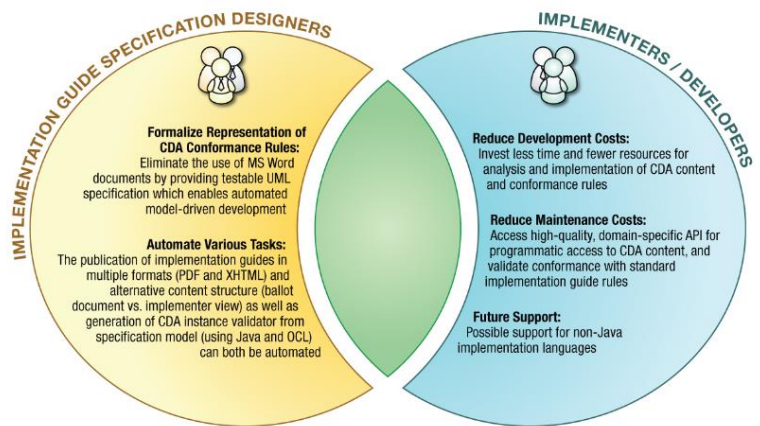 IMPLEMENTATION GUIDE SPECIFICATION DESIGNERS
Formalize Representation of
CDA Conformance Rules:
Eliminate the use of MS Word
documents by providing testable UML
specification which enables automated
model-driven development
Automate Various Tasks:
The publication of implementation guides in
multiple formats (PDF and XHTML) and
alternative content structure (ballot
document vs. implementer view) as well as
generation of CDA instance validator from
specification model (using Java and OCL)
can both be automated
IMPLEMENTERS / DEVELOPERS
Reduce Development Costs:
Invest less time and fewer resources for
analysis and implementation of CDA content
and conformance rules
Reduce Maintenance Costs:
Access high-quality, domain-specific API for
programmatic access to CDA content, and
validate conformance with standard
implementation guide rules
Future Support:
Possible support for non-Java
implementation languages